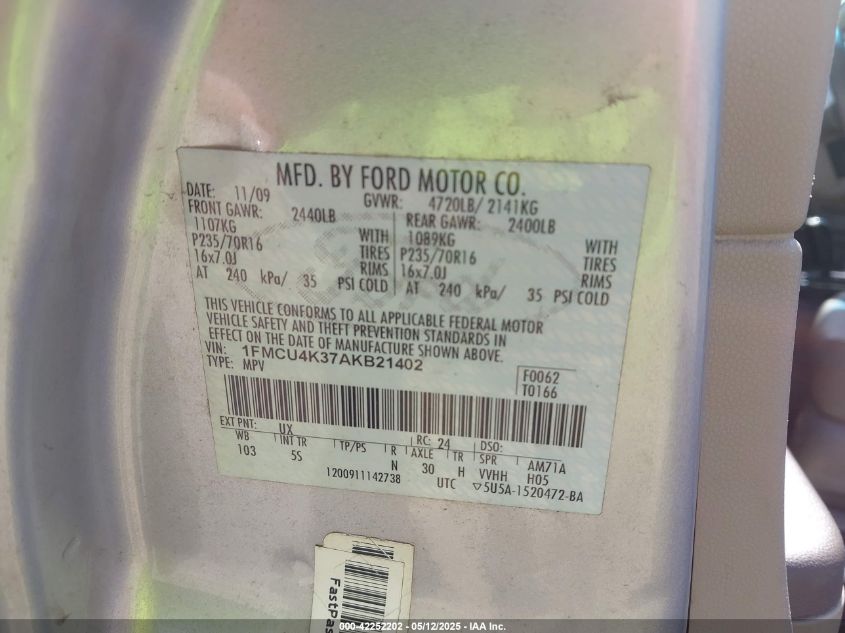 MFD. BY FORD MOTOR CO.
DATE: 11/09 GVWR: 4720LB/ 2141KG
FRONT GAWR: 2440LB REAR GAWR: 2400LB
1107KG WITH 1089KG WITH
P235/70R16 TIRES P235/70R16 TIRES
16x7.0J RIMS 16x7.0J RIMS
AT 240 kPa/ 35 PSI COLD AT 240 kPa/ 35 PSI COLD
THIS VEHICLE CONFORMS TO ALL APPLICABLE FEDERAL MOTOR
VEHICLE SAFETY AND THEFT PREVENTION STANDARDS IN
EFFECT ON THE DATE OF MANUFACTURE SHOWN ABOVE.
VIN: 1FMCU4K37AKB21402
TYPE: MPV
F0062
T0166
EXT PNT: UX RC: 24 DSO:
WB INT TR TP/PS R AXLE TR SPR AM71A
103 5S N 30 H VVHH H05
1200911142738 UTC ▽5U5A-1520472-BA
FastPas
000-42252202 - 05/12/2025 - IAA Inc.